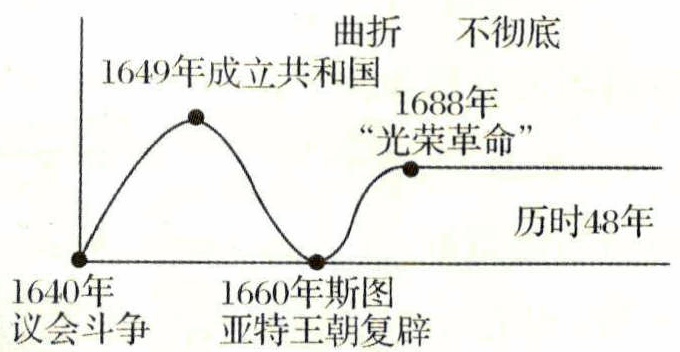 曲折 不彻底
1649年成立共和国
1688年
“光荣革命”
历时48年
1640年
议会斗争
1660年斯图
亚特王朝复辟